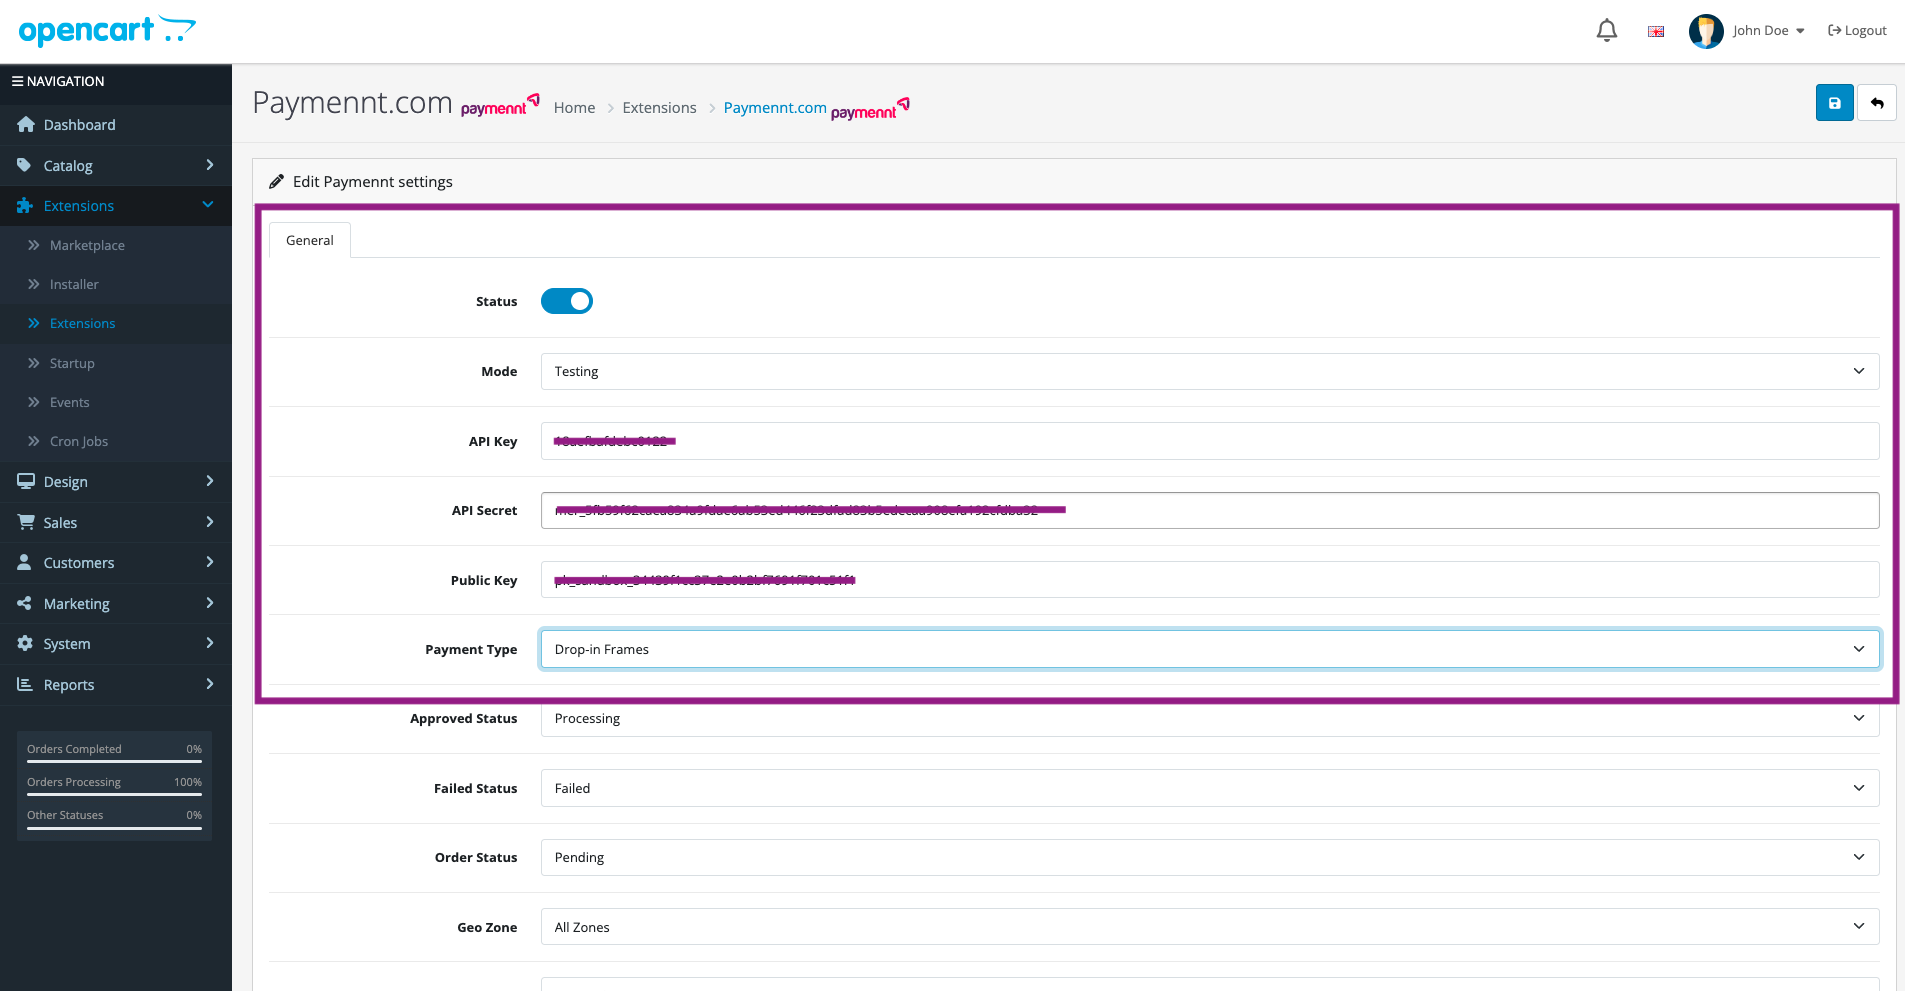 opencart
John Doe
Logout
NAVIGATION
Dashboard
Catalog
Extensions
Marketplace
Installer
Extensions
Startup
Events
Cron Jobs
Design
Sales
Customers
Marketing
System
Reports
Orders Completed 0%
Orders Processing 100%
Other Statuses 0%
Paymennt.com paymennt Home Extensions Paymennt.com paymennt
Edit Paymennt settings
General
Status
Mode Testing
API Key
API Secret
Public Key
Payment Type Drop-in Frames
Approved Status Processing
Failed Status Failed
Order Status Pending
Geo Zone All Zones